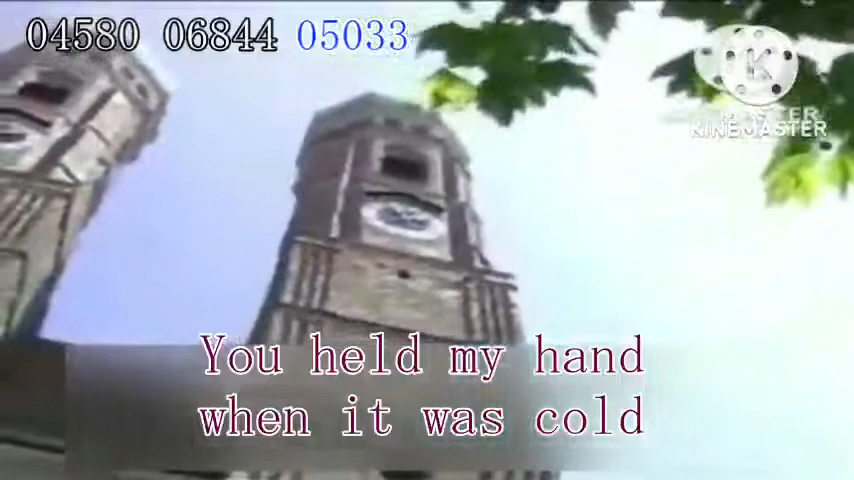 04580 06844 05033
K
KINEMASTER
You held my hand
when it was cold